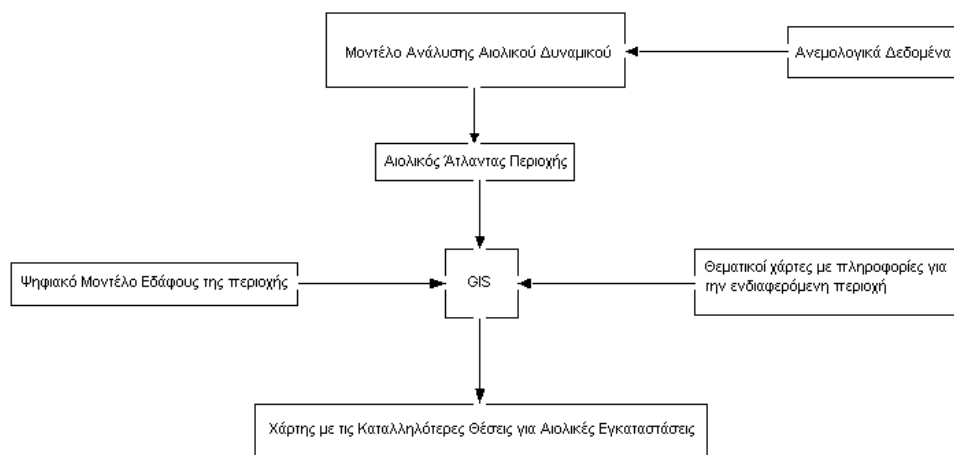 Μοντέλο Ανάλυσης Αιολικού Δυναμικού
Ανεμολογικά Δεδομένα
Αιολικός Άτλαντας Περιοχής
Ψηφιακό Μοντέλο Εδάφους της περιοχής
GIS
Θεματικοί χάρτες με πληροφορίες για
την ενδιαφερόμενη περιοχή
Χάρτης με τις Καταλληλότερες Θέσεις για Αιολικές Εγκαταστάσεις